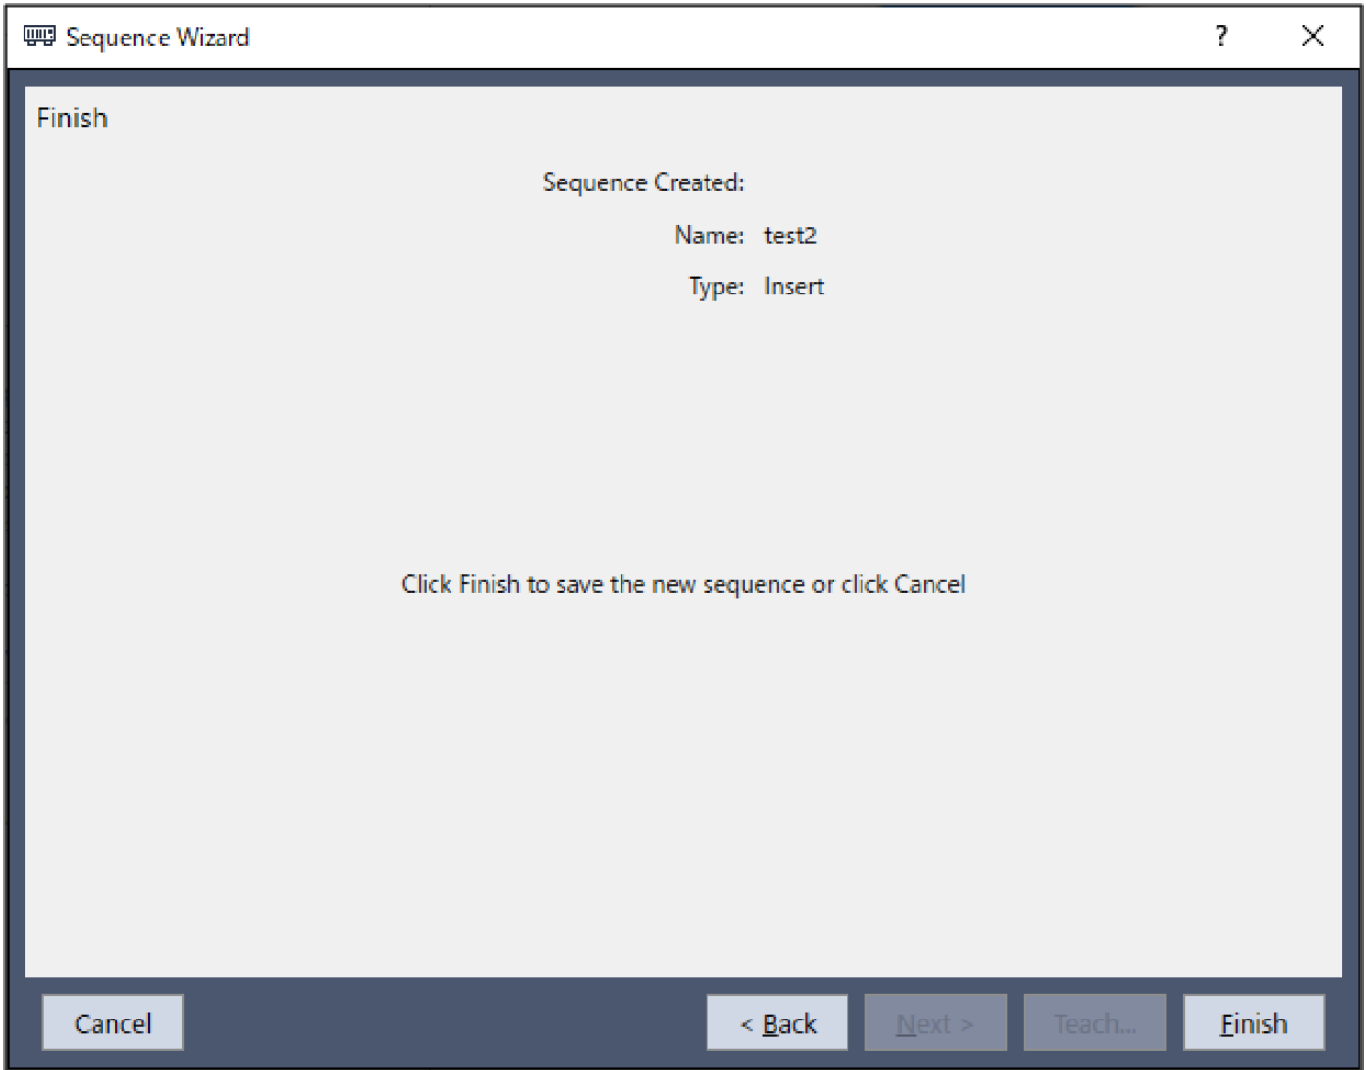 Sequence Wizard ?
Finish
Sequence Created:
Name: test2
Type: Insert
Click Finish to save the new sequence or click Cancel
Cancel < Back Next > Teach... Finish